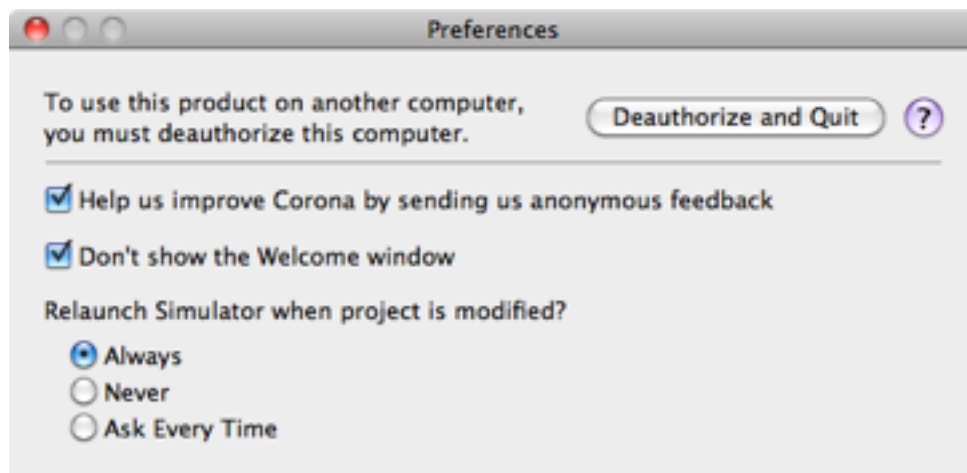 Preferences
To use this product on another computer,
you must deauthorize this computer.
Deauthorize and Quit
?
Help us improve Corona by sending us anonymous feedback
Don't show the Welcome window
Relaunch Simulator when project is modified?
Always
Never
Ask Every Time